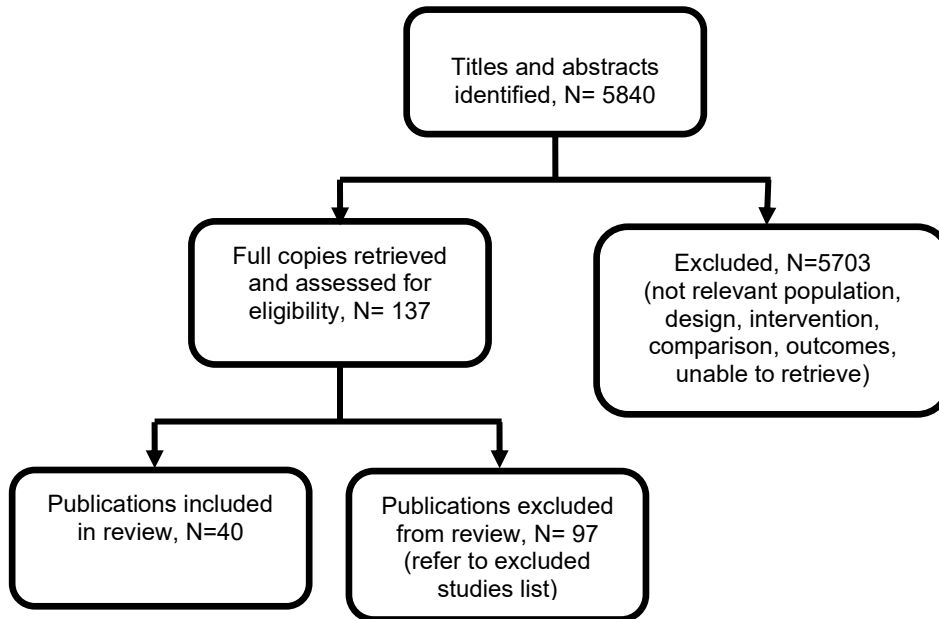 Titles and abstracts
identified, N= 5840
Full copies retrieved
and assessed for
eligibility, N= 137
Excluded, N=5703
(not relevant population,
design, intervention,
comparison, outcomes,
unable to retrieve)
Publications included
in review, N=40
Publications excluded
from review, N= 97
(refer to excluded
studies list)